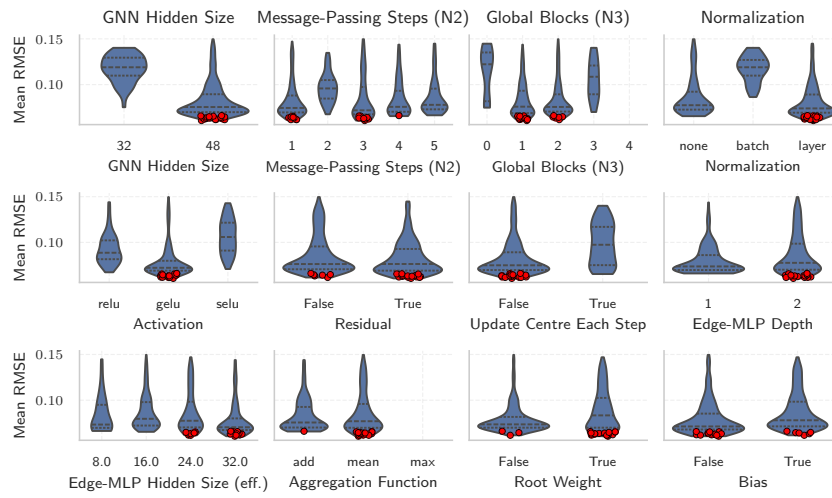 GNN Hidden Size Message-Passing Steps (N2) Global Blocks (N3) Normalization
Mean RMSE
0.15
0.10
32 48 1 2 3 4 5 0 1 2 3 4 none batch layer
GNN Hidden Size Message-Passing Steps (N2) Global Blocks (N3) Normalization
Mean RMSE
0.15
0.10
relu gelu selu False True False True 1 2
Activation Residual Update Centre Each Step Edge-MLP Depth
Mean RMSE
0.15
0.10
8.0 16.0 24.0 32.0 add mean max False True False True
Edge-MLP Hidden Size (eff.) Aggregation Function Root Weight Bias